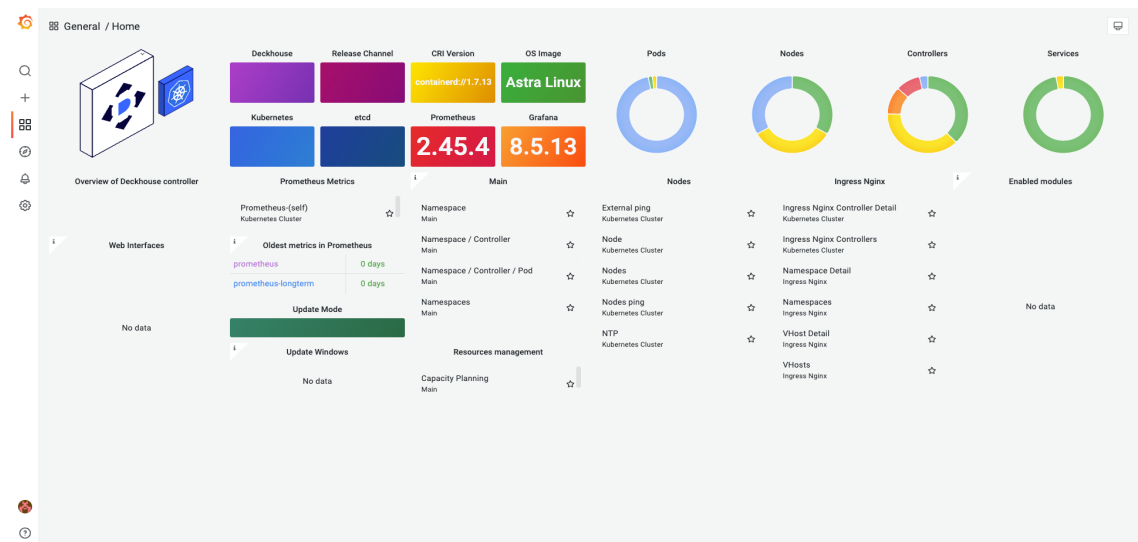 General / Home
Deckhouse
Release Channel
CRI Version
OS Image
Pods
Nodes
Controllers
Services
containerd://1.7.13
Astra Linux
Kubernetes
etcd
Prometheus
Grafana
2.45.4
8.5.13
Overview of Deckhouse controller
Prometheus Metrics
Main
Nodes
Ingress Nginx
Enabled modules
Prometheus-(self)
Kubernetes Cluster
Namespace
Main
External ping
Kubernetes Cluster
Ingress Nginx Controller Detail
Kubernetes Cluster
Web Interfaces
Oldest metrics in Prometheus
Namespace / Controller
Main
Node
Kubernetes Cluster
Ingress Nginx Controllers
Kubernetes Cluster
prometheus 0 days
prometheus-longterm 0 days
Namespace / Controller / Pod
Main
Nodes
Kubernetes Cluster
Namespace Detail
Ingress Nginx
Update Mode
Namespaces
Main
Nodes ping
Kubernetes Cluster
Namespaces
Ingress Nginx
No data
No data
NTP
Kubernetes Cluster
VHost Detail
Ingress Nginx
Update Windows
Resources management
No data
Capacity Planning
Main
VHosts
Ingress Nginx